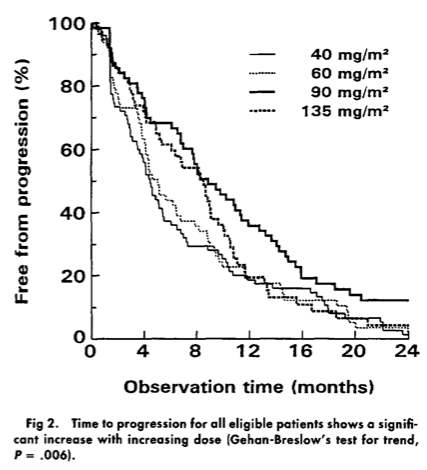 100
80
60
40
20
0
Free from progression (%)
40 mg/m²
60 mg/m²
90 mg/m²
135 mg/m²
0 4 8 12 16 20 24
Observation time (months)
Fig 2. Time to progression for all eligible patients shows a signifi-
cant increase with increasing dose (Gehan-Breslow's test for trend,
P = .006).